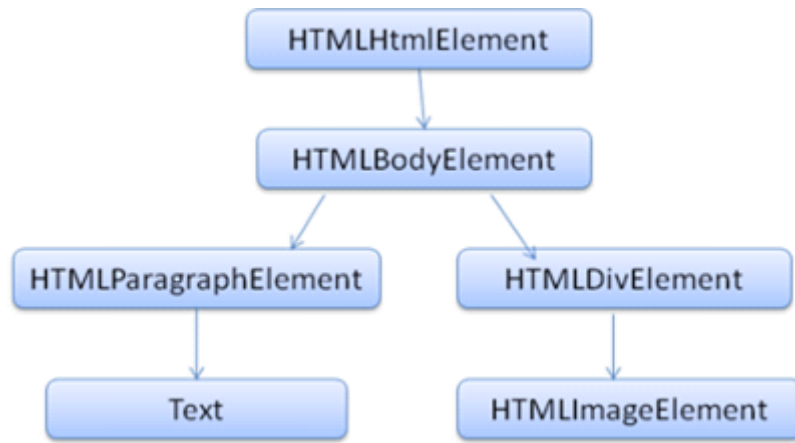 HTMLHtmlElement
HTMLBodyElement
HTMLParagraphElement
HTMLDivElement
Text
HTMLImageElement